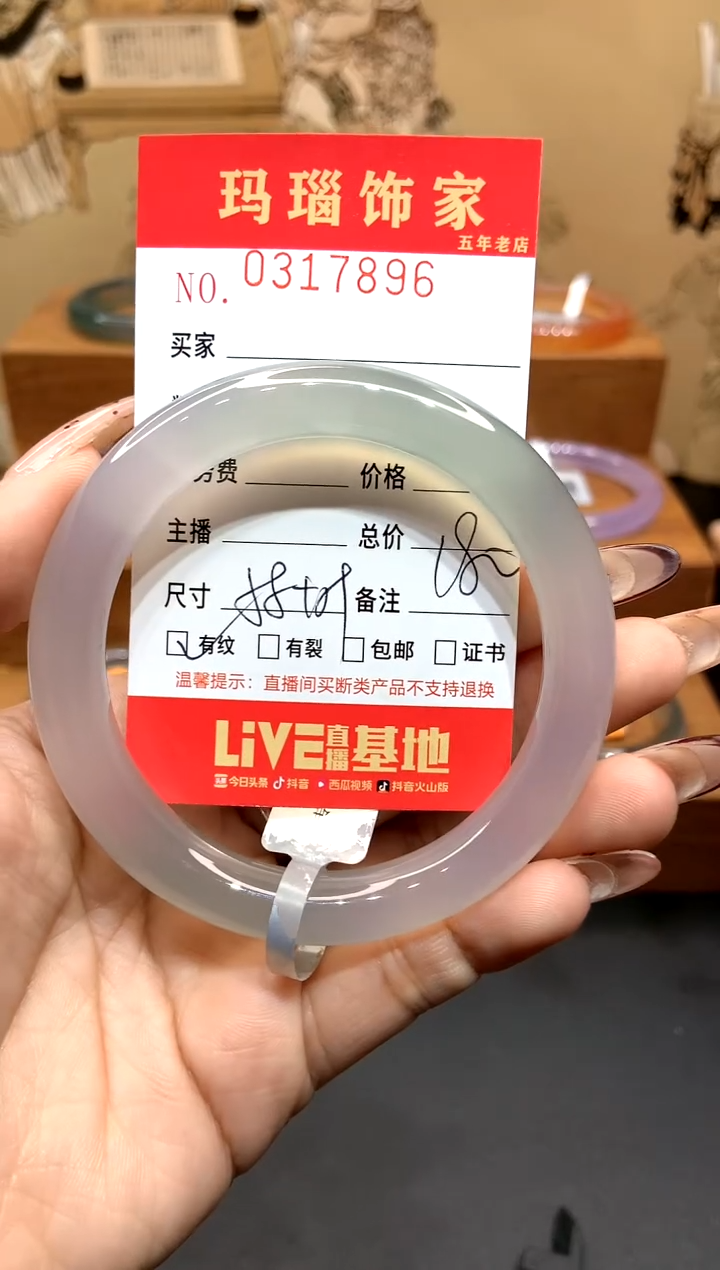 玛瑙饰家
五年老店
NO. 0317896
买家
费 价格
主播 总价
尺寸 备注
有纹 有裂 包邮 证书
温馨提示：直播间买断类产品不支持退换
LiVE直播基地
今日头条 抖音 西瓜视频 抖音火山版